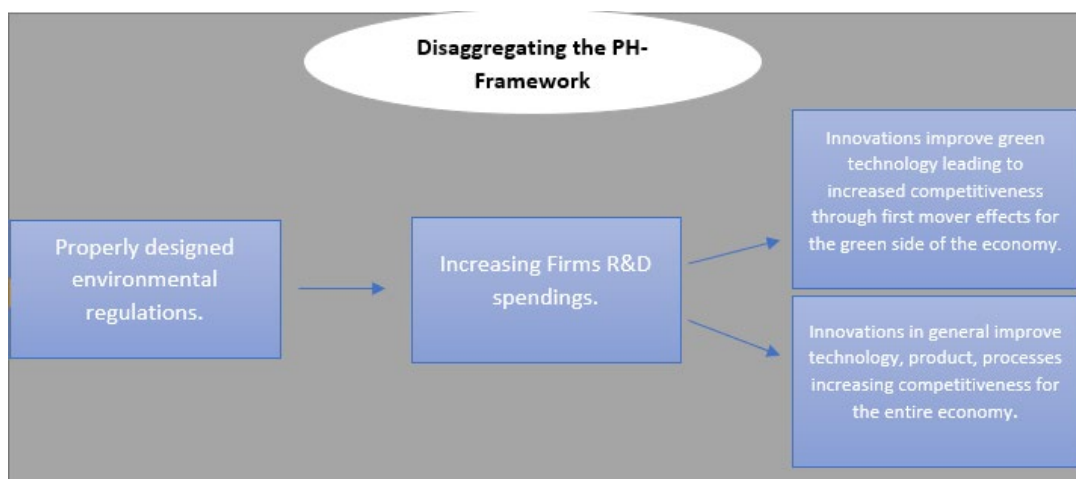 Disaggregating the PH-
Framework
Properly designed
environmental
regulations.
Increasing Firms R&D
spendings.
Innovations improve green
technology leading to
increased competitiveness
through first mover effects for
the green side of the economy.
Innovations in general improve
technology, product, processes
increasing competitiveness for
the entire economy.